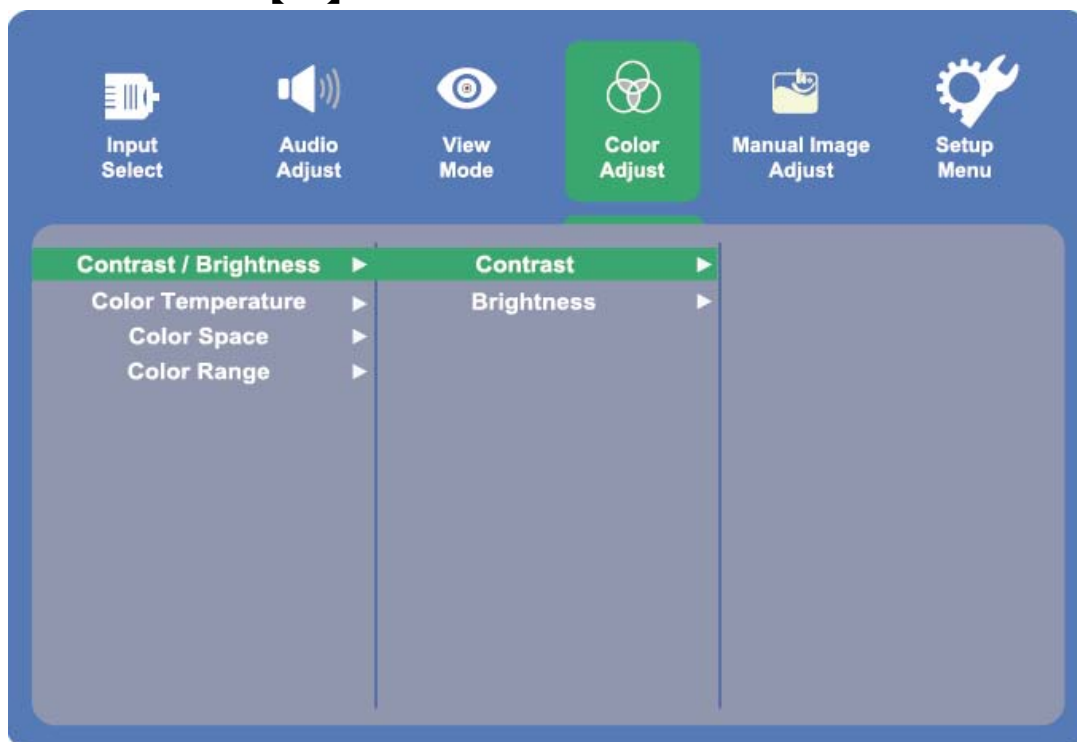 Input
Select
Audio
Adjust
View
Mode
Color
Adjust
Manual Image
Adjust
Setup
Menu
Contrast / Brightness
Color Temperature
Color Space
Color Range
Contrast
Brightness